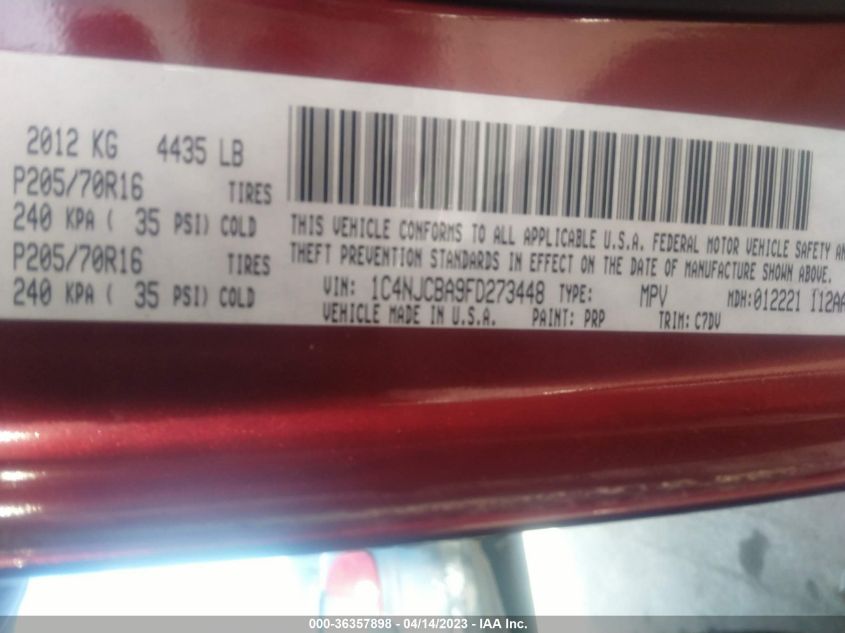 2012 KG 4435 LB
P205/70R16 TIRES
240 KPA ( 35 PSI) COLD
P205/70R16 TIRES
240 KPA ( 35 PSI) COLD
THIS VEHICLE CONFORMS TO ALL APPLICABLE U.S.A. FEDERAL MOTOR VEHICLE SAFETY AN
THEFT PREVENTION STANDARDS IN EFFECT ON THE DATE OF MANUFACTURE SHOWN ABOVE.
VIN: 1C4NJCBA9FD273448 TYPE: MPV MDH:012221 I12AA
VEHICLE MADE IN U.S.A. PAINT: PRP TRIM: C7DV
000-36357898 - 04/14/2023 - IAA Inc.